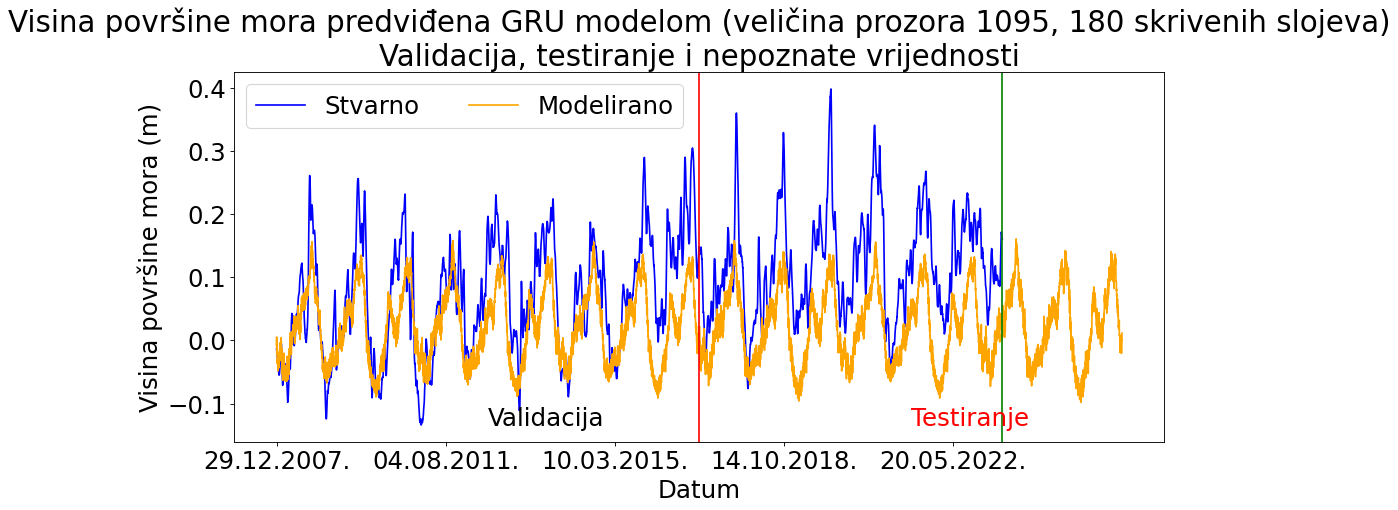 Visina površine mora predviđena GRU modelom (veličina prozora 1095, 180 skrivenih slojeva)
Validacija, testiranje i nepoznate vrijednosti
Stvarno
Modelirano
Visina površine mora (m)
0.4
0.3
0.2
0.1
0.0
−0.1
Validacija
Testiranje
29.12.2007.
04.08.2011.
10.03.2015.
14.10.2018.
20.05.2022.
Datum